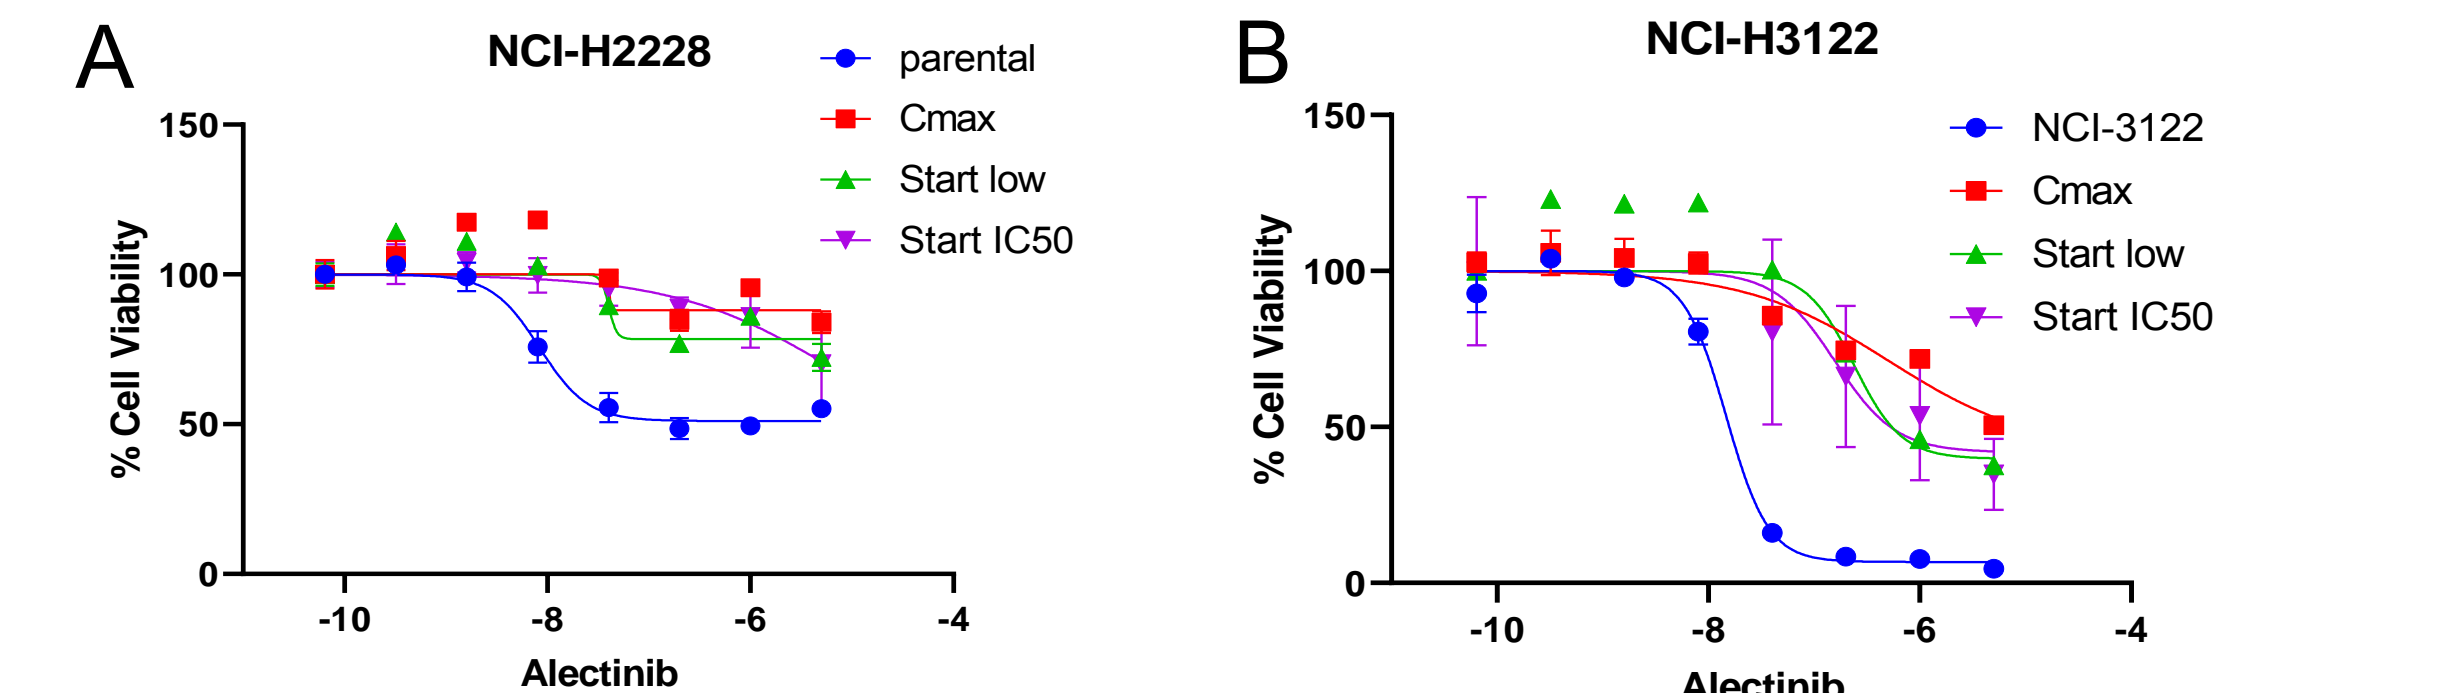 A
NCI-H2228
parental
Cmax
Start low
Start IC50
150
100
50
0
% Cell Viability
-10 -8 -6 -4
Alectinib
B
NCI-H3122
NCI-3122
Cmax
Start low
Start IC50
150
100
50
0
% Cell Viability
-10 -8 -6 -4
Alectinib